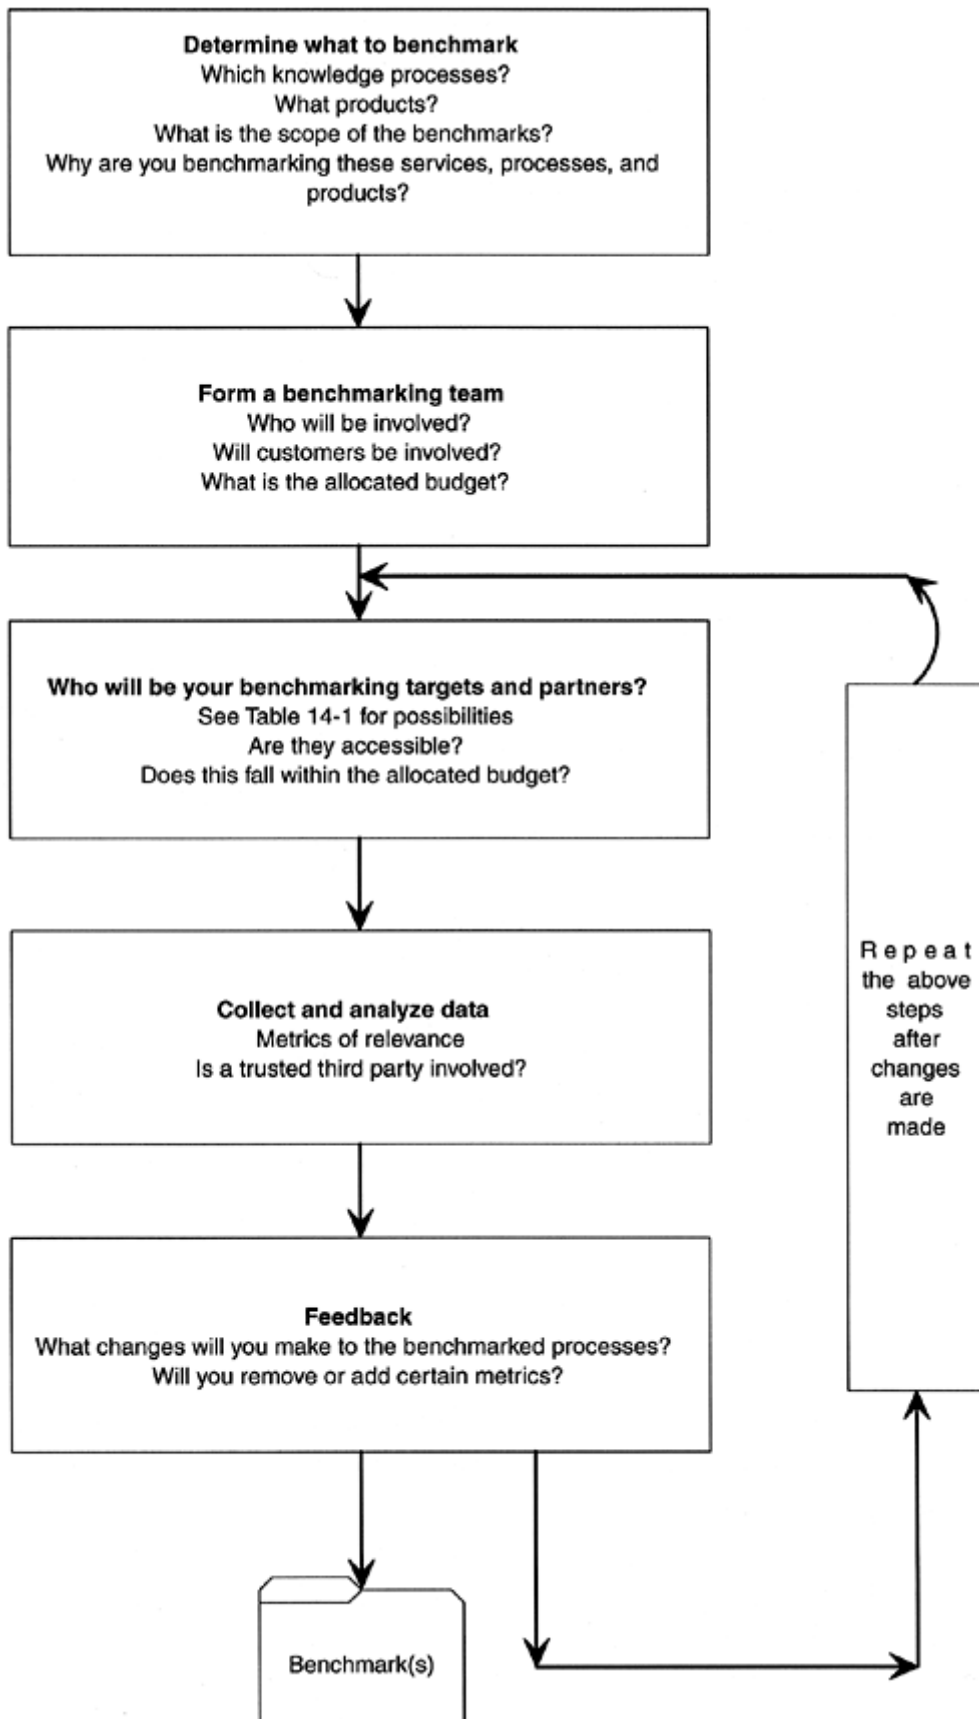 Determine what to benchmark
Which knowledge processes?
What products?
What is the scope of the benchmarks?
Why are you benchmarking these services, processes, and
products?
Form a benchmarking team
Who will be involved?
Will customers be involved?
What is the allocated budget?
Who will be your benchmarking targets and partners?
See Table 14-1 for possibilities
Are they accessible?
Does this fall within the allocated budget?
Collect and analyze data
Metrics of relevance
Is a trusted third party involved?
Feedback
What changes will you make to the benchmarked processes?
Will you remove or add certain metrics?
Benchmark(s)
Repeat
the above
steps
after
changes
are
made